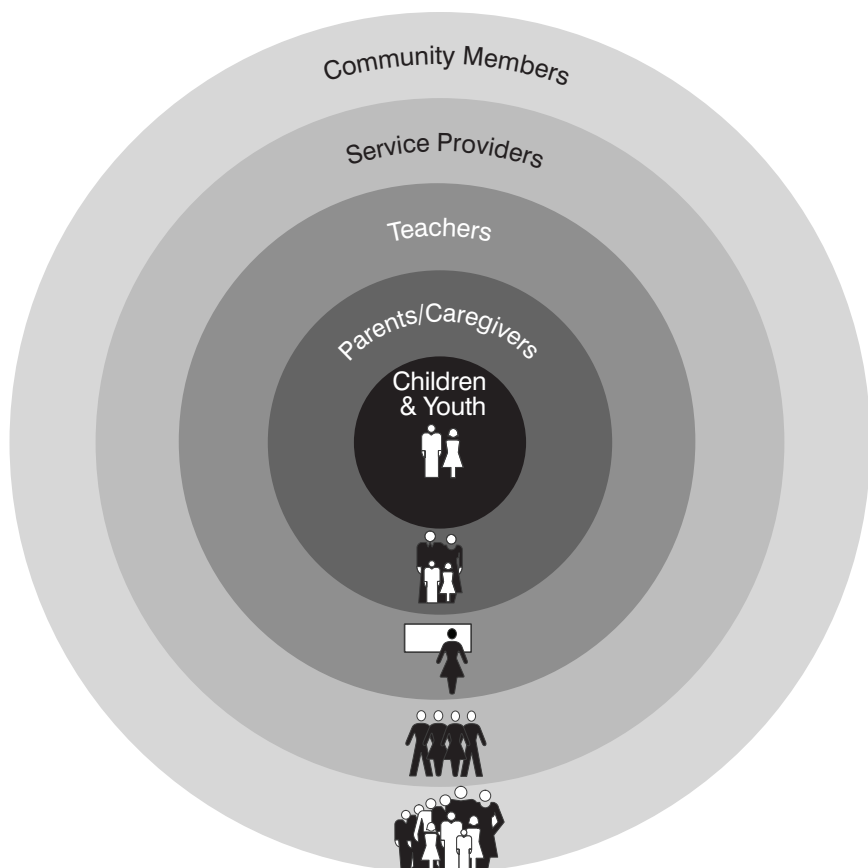 Community Members
Service Providers
Teachers
Parents/Caregivers
Children
& Youth